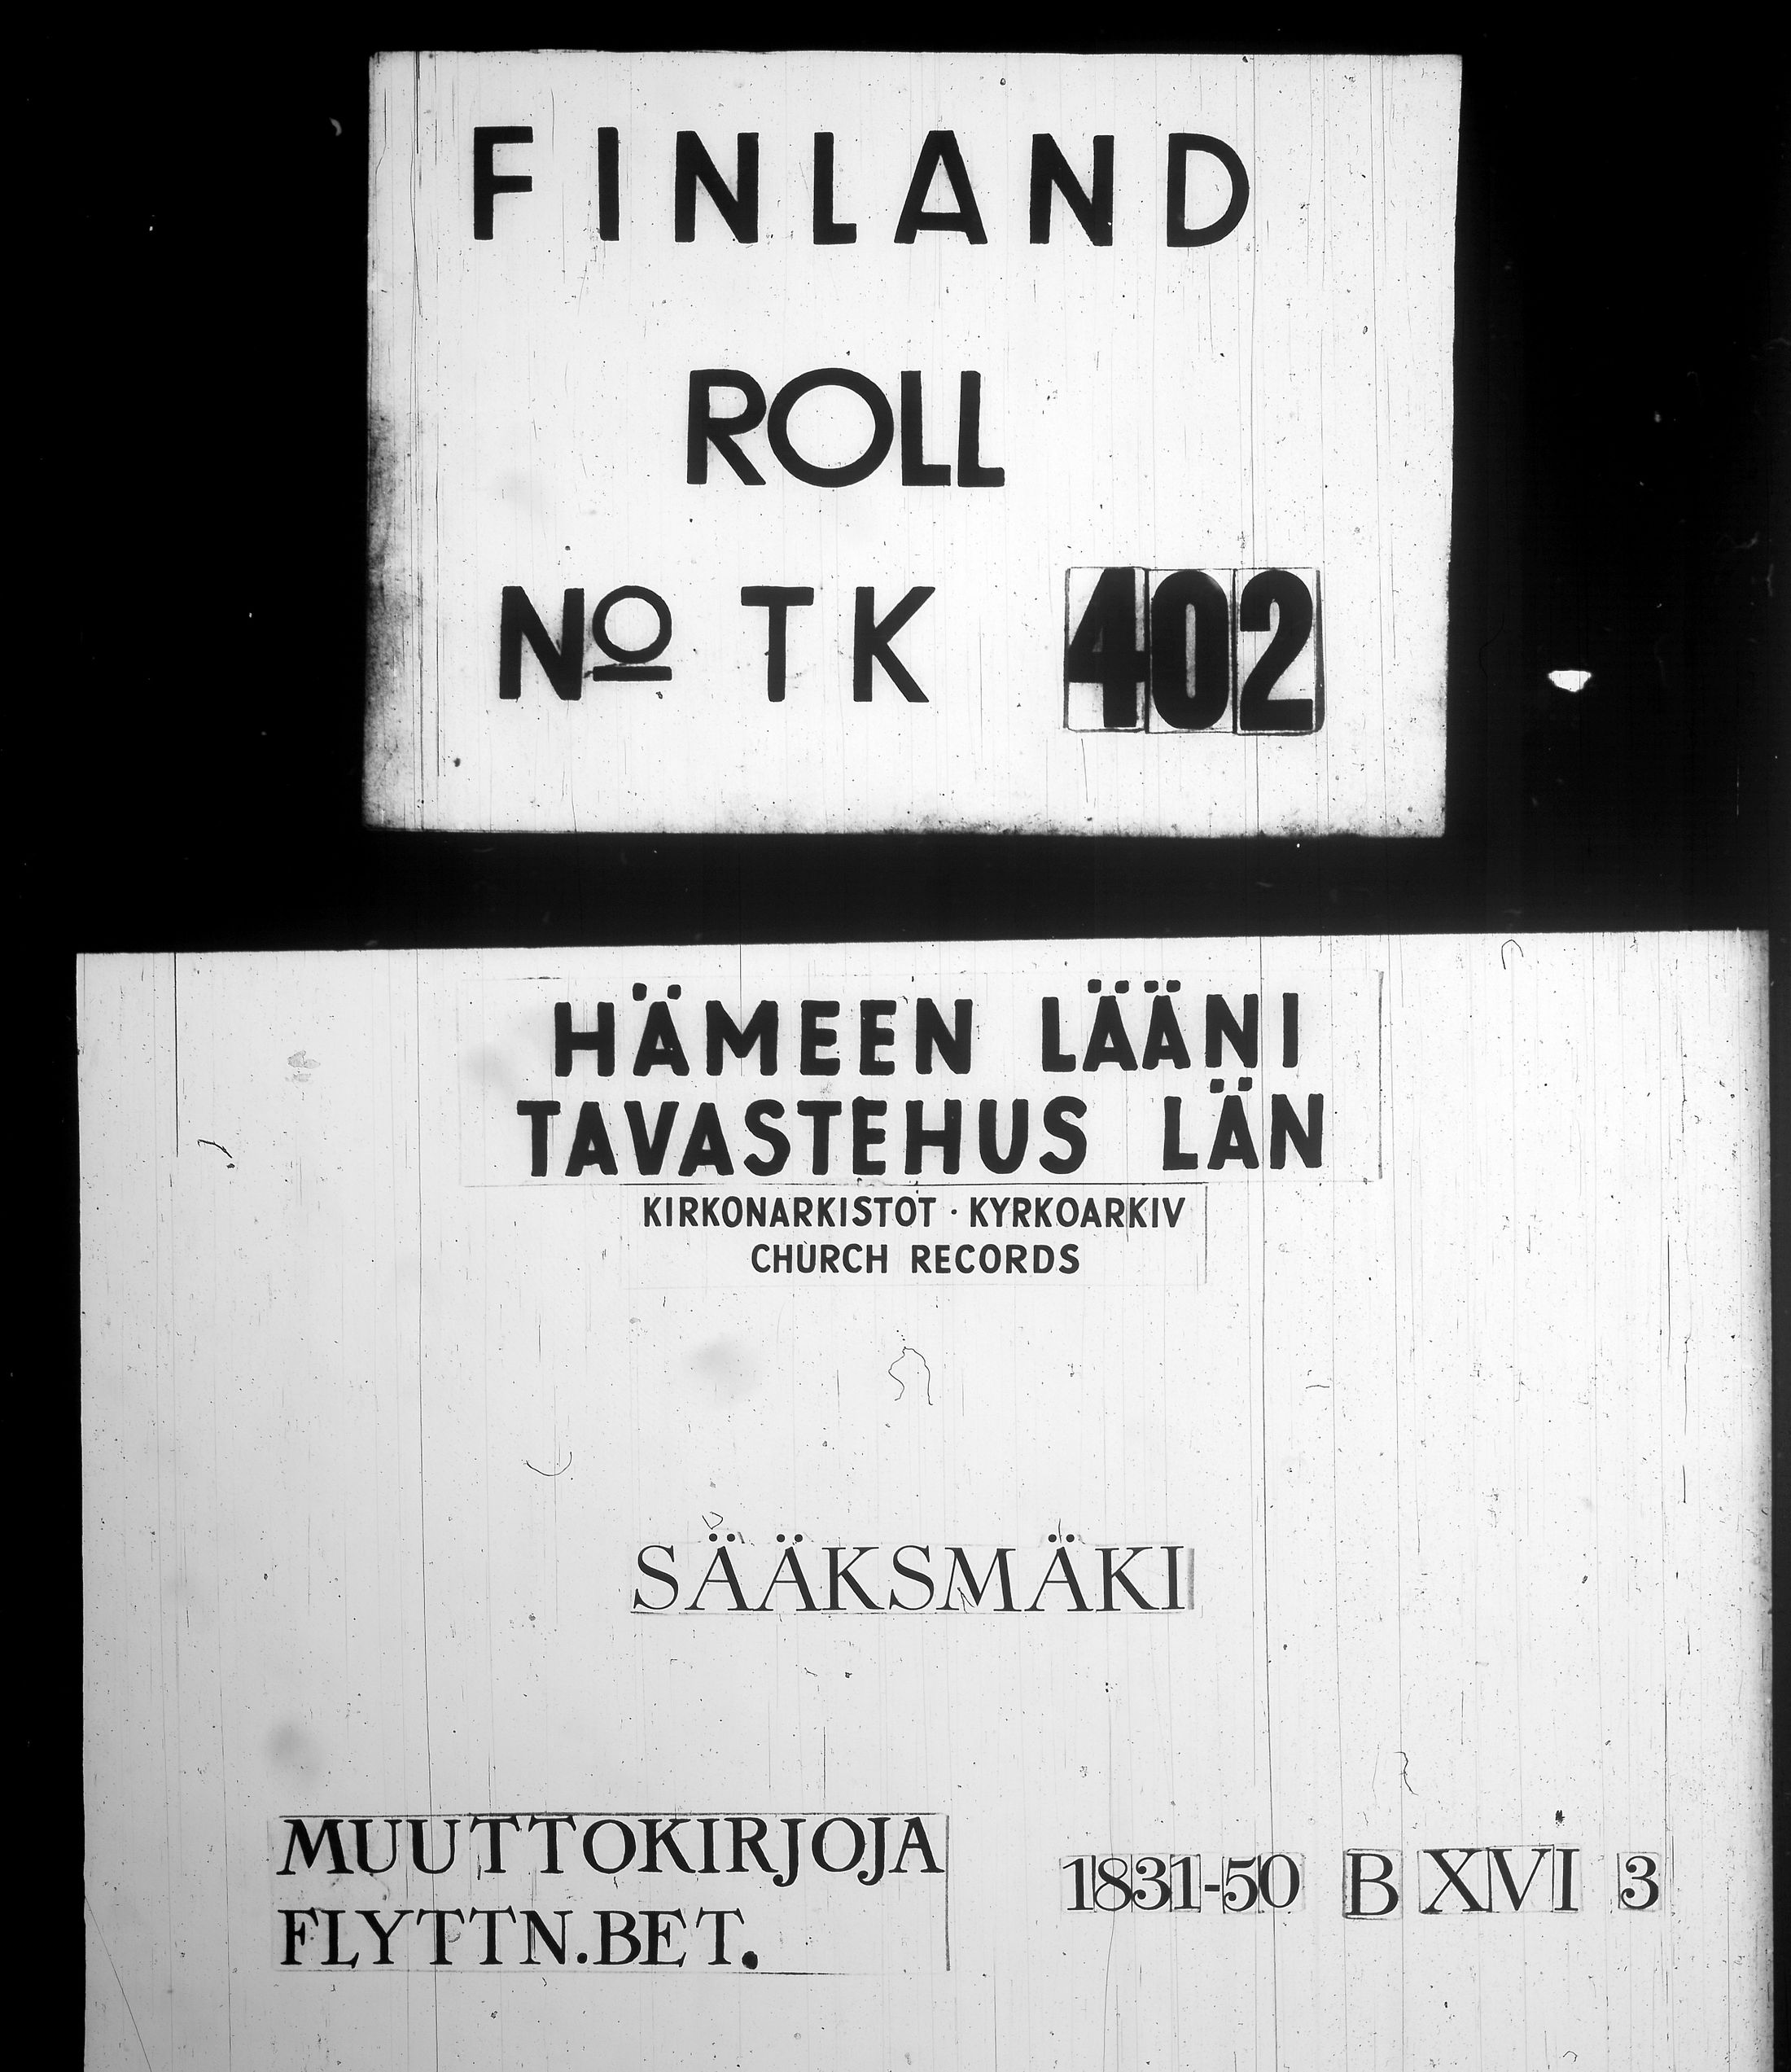 FINLAND
ROLL
Nº TK 402
HÄMEEN LÄÄNI
TAVASTEHUS LÄN
KIRKONARKISTOT · KYRKOARKIV
CHURCH RECORDS
SÄÄKSMÄKI
MUUTTOKIRJOJA 1831-50 B XVI 3
FLYTTN.BET.